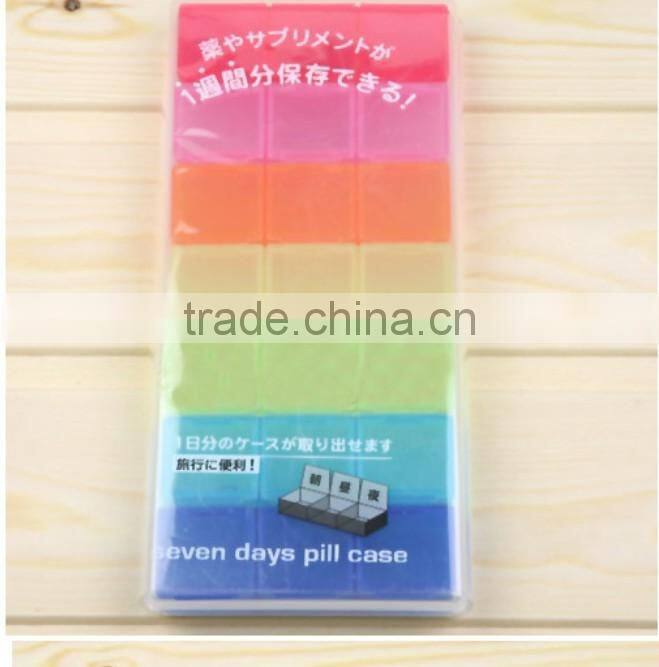 薬やサプリメントが
1週間分保存できる!
trade.china.cn
1日分のケースが取り出せます
旅行に便利!
朝 昼 夜
seven days pill case